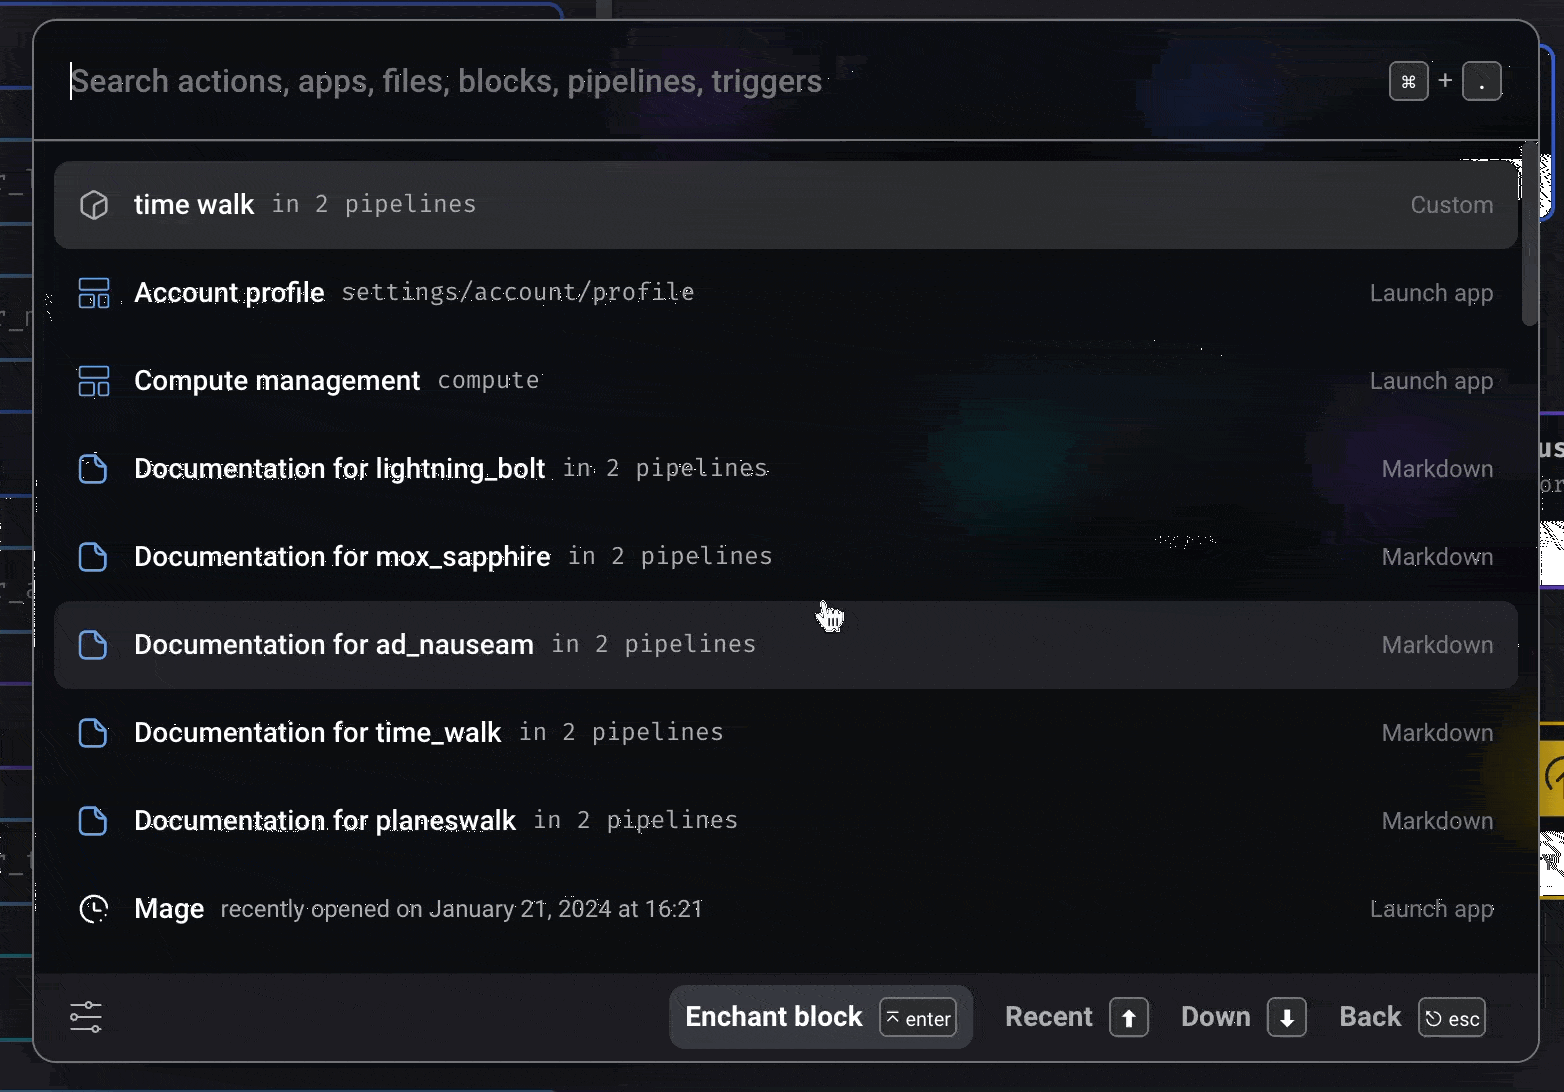 Search actions, apps, files, blocks, pipelines, triggers ⌘ + .
time walk in 2 pipelines Custom
Account profile settings/account/profile Launch app
Compute management compute Launch app
Documentation for lightning_bolt in 2 pipelines Markdown
Documentation for mox_sapphire in 2 pipelines Markdown
Documentation for ad_nauseam in 2 pipelines Markdown
Documentation for time_walk in 2 pipelines Markdown
Documentation for planeswalk in 2 pipelines Markdown
Mage recently opened on January 21, 2024 at 16:21 Launch app
Enchant block enter Recent ↑ Down ↓ Back esc